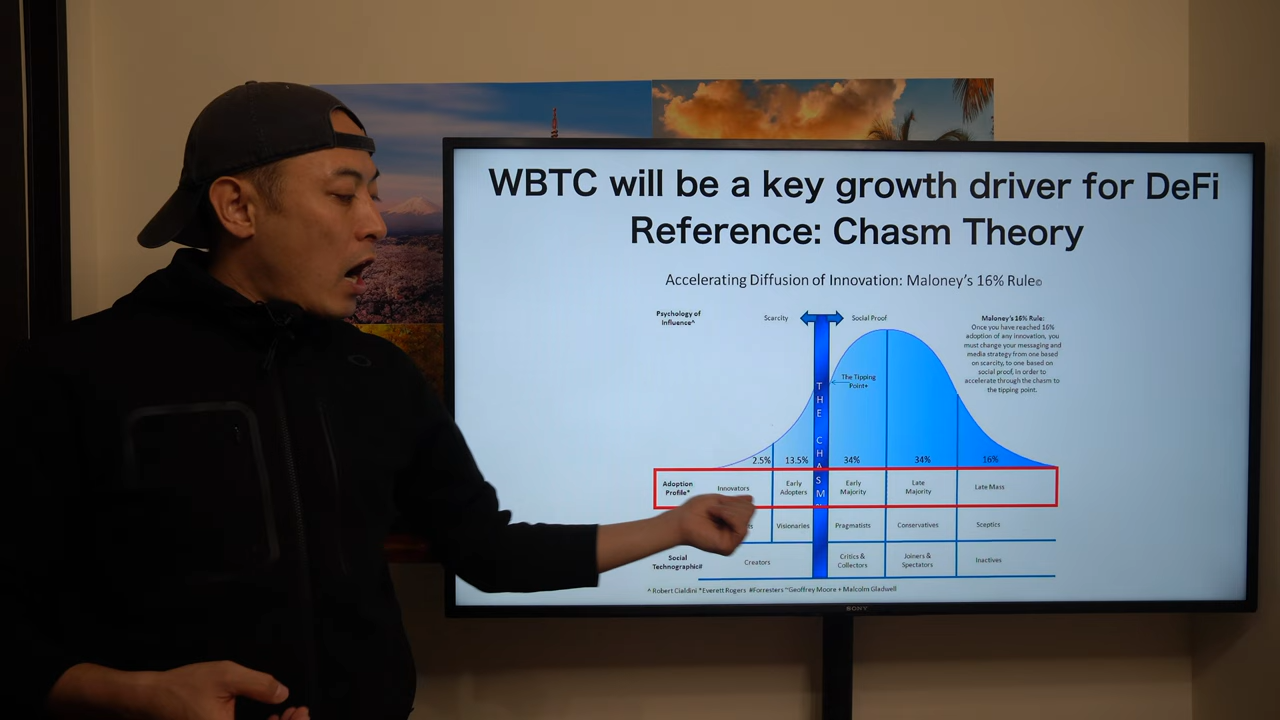 WBTC will be a key growth driver for DeFi
Reference: Chasm Theory
Accelerating Diffusion of Innovation: Maloney's 16% Rule©
Psychology of
Influence^
Scarcity
Social Proof
Maloney's 16% Rule:
Once you have reached 16%
adoption of any innovation, you
must change your messaging and
media strategy from one based
on scarcity, to one based on
social proof, in order to
accelerate through the chasm to
the tipping point.
The Tipping
Point+
THE CHASM
2.5% 13.5% 34% 34% 16%
Adoption
Profile*
Innovators
Early
Adopters
Early
Majority
Late
Majority
Late Mass
Visionaries Pragmatists Conservatives Sceptics
Social
Technographic#
Creators
Critics &
Collectors
Joiners &
Spectators
Inactives
^ Robert Cialdini *Everett Rogers #Forresters ~Geoffrey Moore + Malcolm Gladwell
SONY